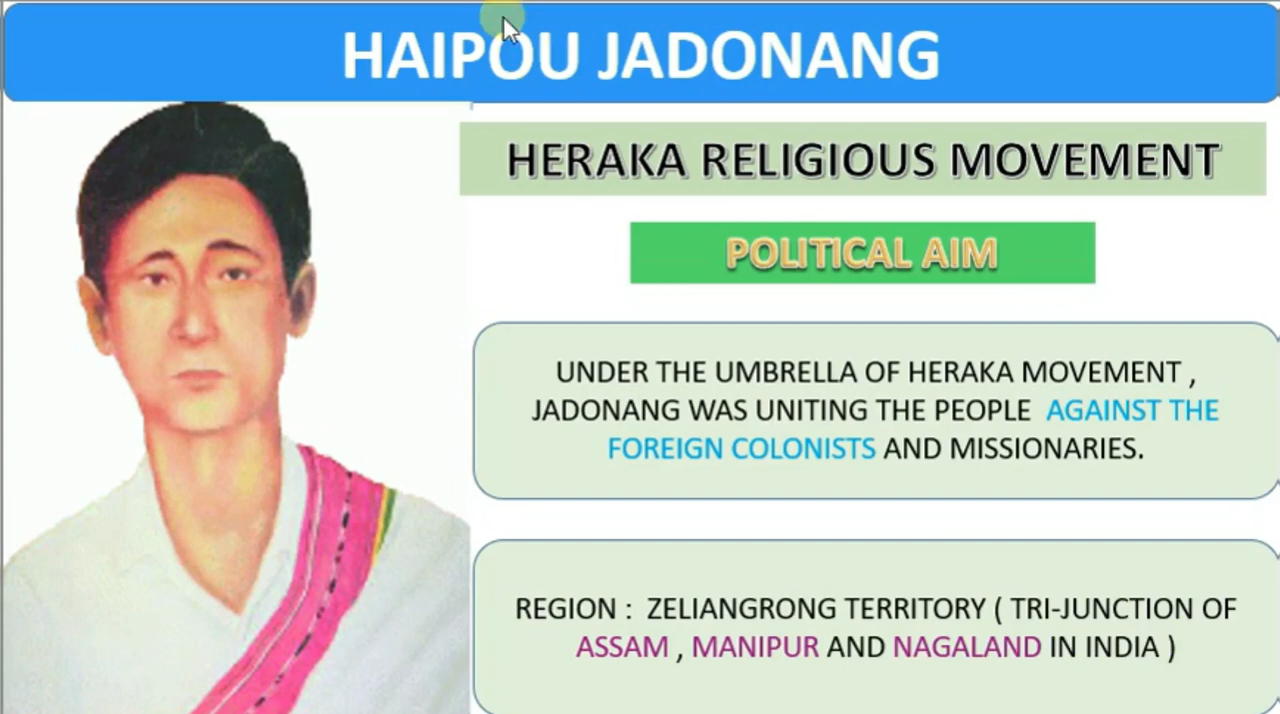 HAIPOU JADONANG
HERAKA RELIGIOUS MOVEMENT
POLITICAL AIM
UNDER THE UMBRELLA OF HERAKA MOVEMENT ,
JADONANG WAS UNITING THE PEOPLE AGAINST THE
FOREIGN COLONISTS AND MISSIONARIES.
REGION : ZELIANGRONG TERRITORY ( TRI-JUNCTION OF
ASSAM , MANIPUR AND NAGALAND IN INDIA )